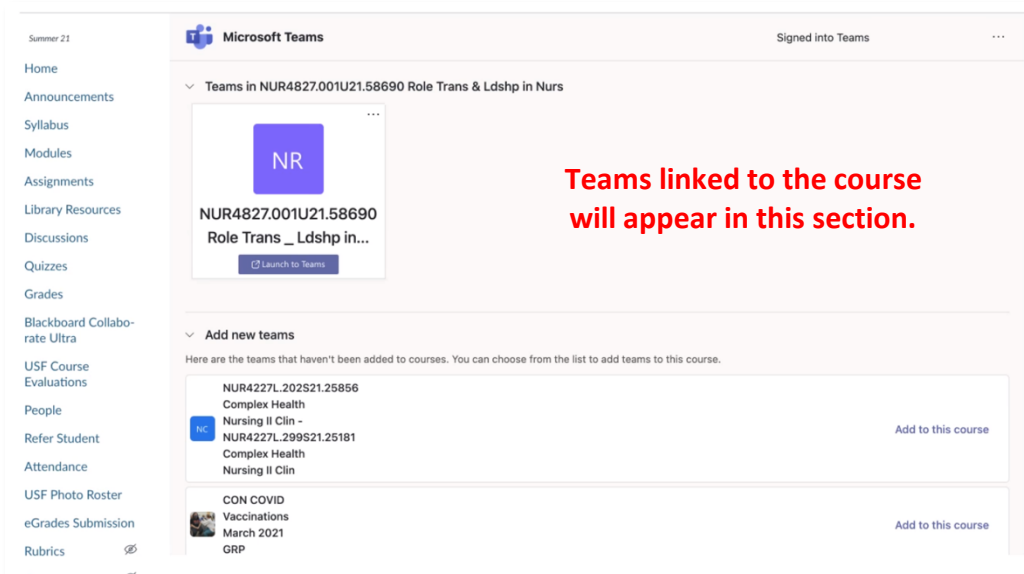 Summer 21
Home
Announcements
Syllabus
Modules
Assignments
Library Resources
Discussions
Quizzes
Grades
Blackboard Collabo-
rate Ultra
USF Course
Evaluations
People
Refer Student
Attendance
USF Photo Roster
eGrades Submission
Rubrics
Microsoft Teams
Signed into Teams
Teams in NUR4827.001U21.58690 Role Trans & Ldshp in Nurs
NR
NUR4827.001U21.58690
Role Trans _ Ldshp in...
Launch to Teams
Teams linked to the course
will appear in this section.
Add new teams
Here are the teams that haven't been added to courses. You can choose from the list to add teams to this course.
NC
NUR4227L.202S21.25856
Complex Health
Nursing II Clin -
NUR4227L.299S21.25181
Complex Health
Nursing II Clin
Add to this course
CON COVID
Vaccinations
March 2021
GRP
Add to this course